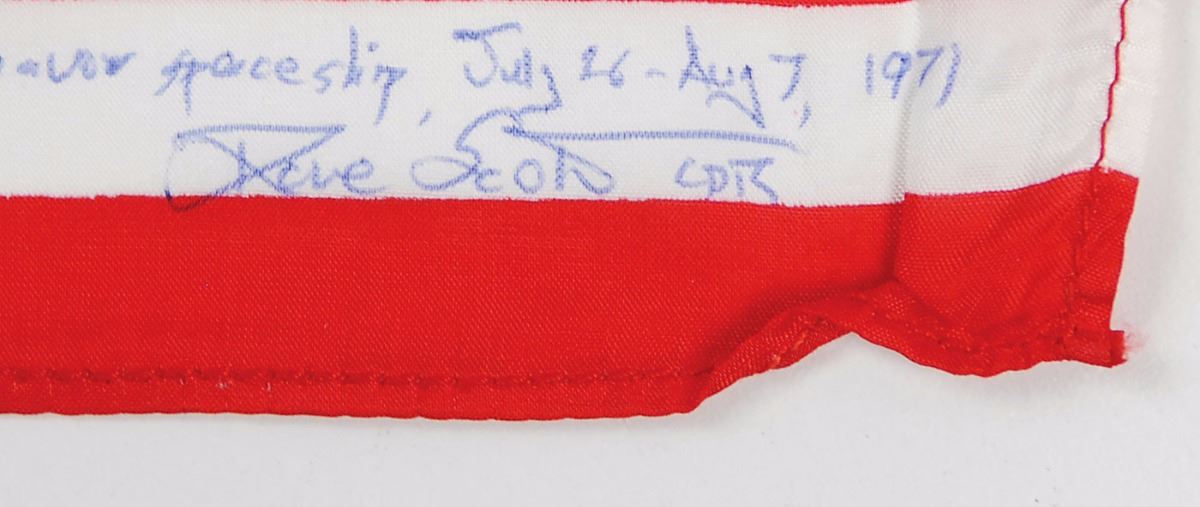 spaceship, July 26 - Aug 7, 1971
Dave Scott CDR